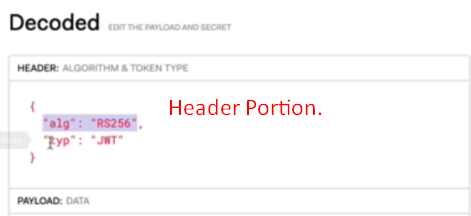 Decoded EDIT THE PAYLOAD AND SECRET
HEADER: ALGORITHM & TOKEN TYPE
{
"alg": "RS256",
Header Portion.
"typ": "JWT"
}
PAYLOAD: DATA